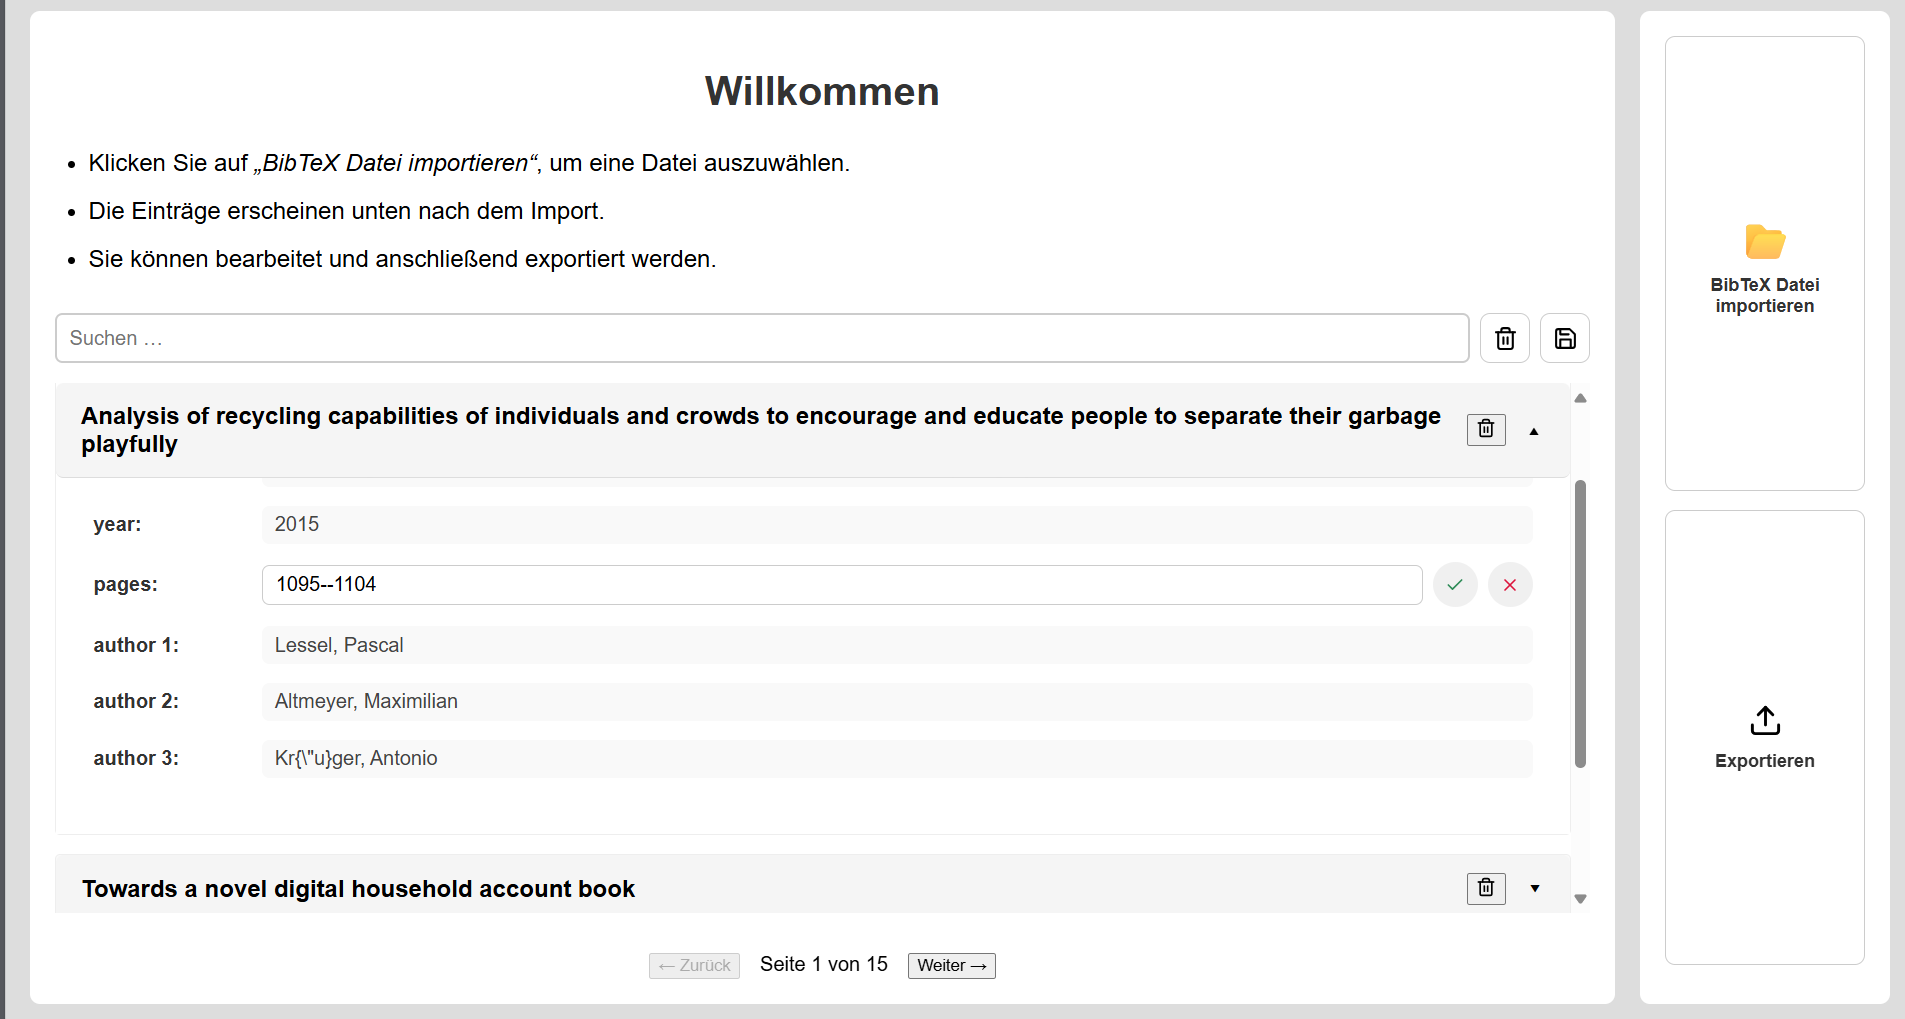 Willkommen
• Klicken Sie auf „BibTeX Datei importieren“, um eine Datei auszuwählen.
• Die Einträge erscheinen unten nach dem Import.
• Sie können bearbeitet und anschließend exportiert werden.
Suchen …
Analysis of recycling capabilities of individuals and crowds to encourage and educate people to separate their garbage
playfully
year: 2015
pages: 1095--1104
author 1: Lessel, Pascal
author 2: Altmeyer, Maximilian
author 3: Kr{\"u}ger, Antonio
Towards a novel digital household account book
← Zurück Seite 1 von 15 Weiter →
BibTeX Datei
importieren
Exportieren